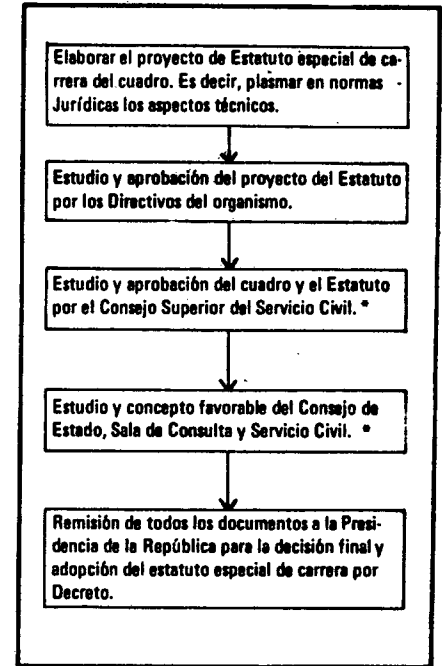 Elaborar el proyecto de Estatuto especial de ca-
rrera del cuadro. Es decir, plasmar en normas
Jurídicas los aspectos técnicos.
Estudio y aprobación del proyecto del Estatuto
por los Directivos del organismo.
Estudio y aprobación del cuadro y el Estatuto
por el Consejo Superior del Servicio Civil. *
Estudio y concepto favorable del Consejo de
Estado, Sala de Consulta y Servicio Civil. *
Remisión de todos los documentos a la Presi-
dencia de la República para la decisión final y
adopción del estatuto especial de carrera por
Decreto.